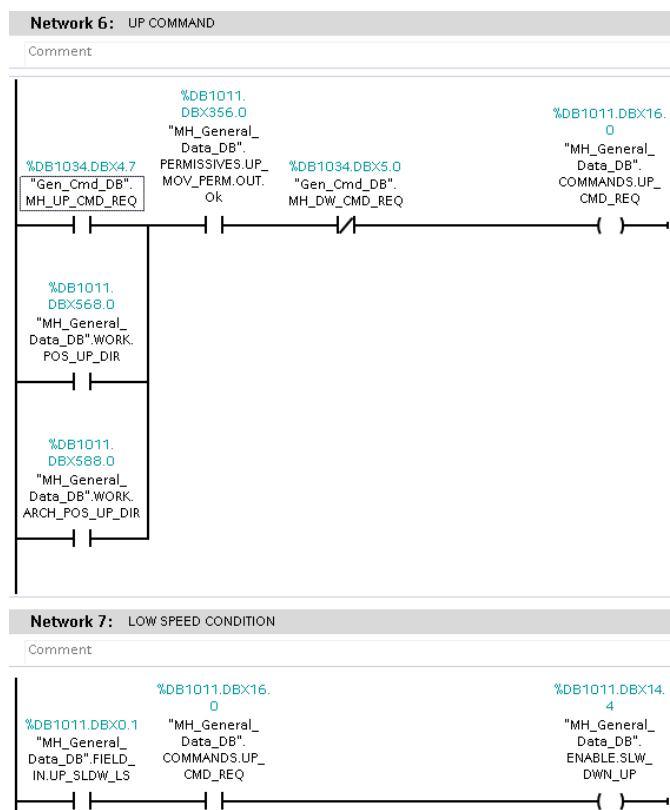 Network 6: UP COMMAND
Comment
%DB1034.DBX4.7
"Gen_Cmd_DB".
MH_UP_CMD_REQ
%DB1011.
DBX356.0
"MH_General_
Data_DB".
PERMISSIVES.UP_
MOV_PERM.OUT.
Ok
%DB1034.DBX5.0
"Gen_Cmd_DB".
MH_DW_CMD_REQ
%DB1011.DBX16.
0
"MH_General_
Data_DB".
COMMANDS.UP_
CMD_REQ
%DB1011.
DBX568.0
"MH_General_
Data_DB".WORK.
POS_UP_DIR
%DB1011.
DBX588.0
"MH_General_
Data_DB".WORK.
ARCH_POS_UP_DIR
Network 7: LOW SPEED CONDITION
Comment
%DB1011.DBX0.1
"MH_General_
Data_DB".FIELD_
IN.UP_SLDW_LS
%DB1011.DBX16.
0
"MH_General_
Data_DB".
COMMANDS.UP_
CMD_REQ
%DB1011.DBX14.
4
"MH_General_
Data_DB".
ENABLE.SLW_
DWN_UP